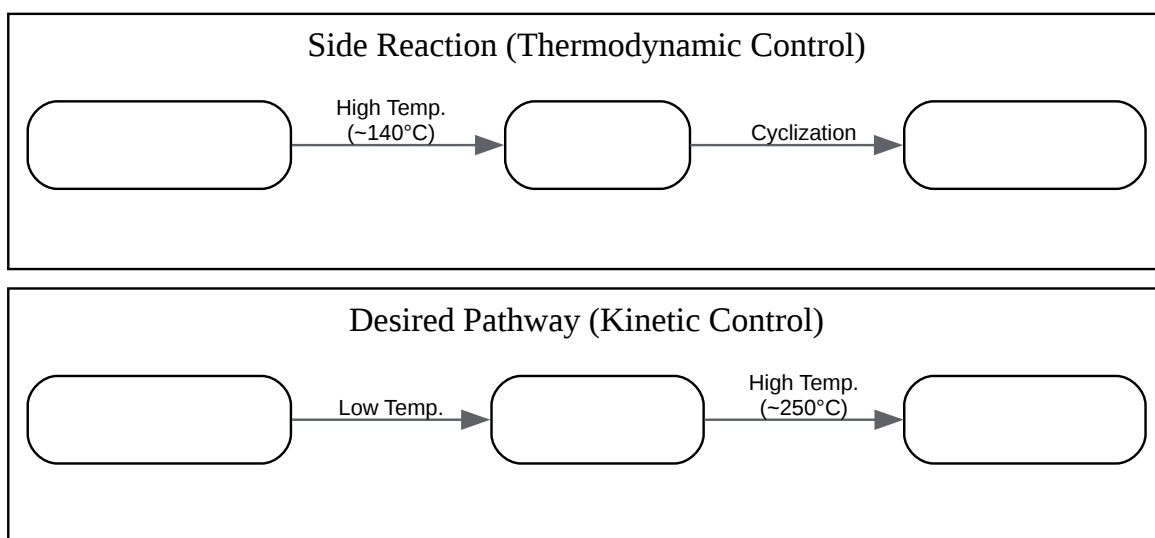 Side Reaction (Thermodynamic Control)
High Temp.
(~140°C)
Cyclization
Desired Pathway (Kinetic Control)
Low Temp.
High Temp.
(~250°C)